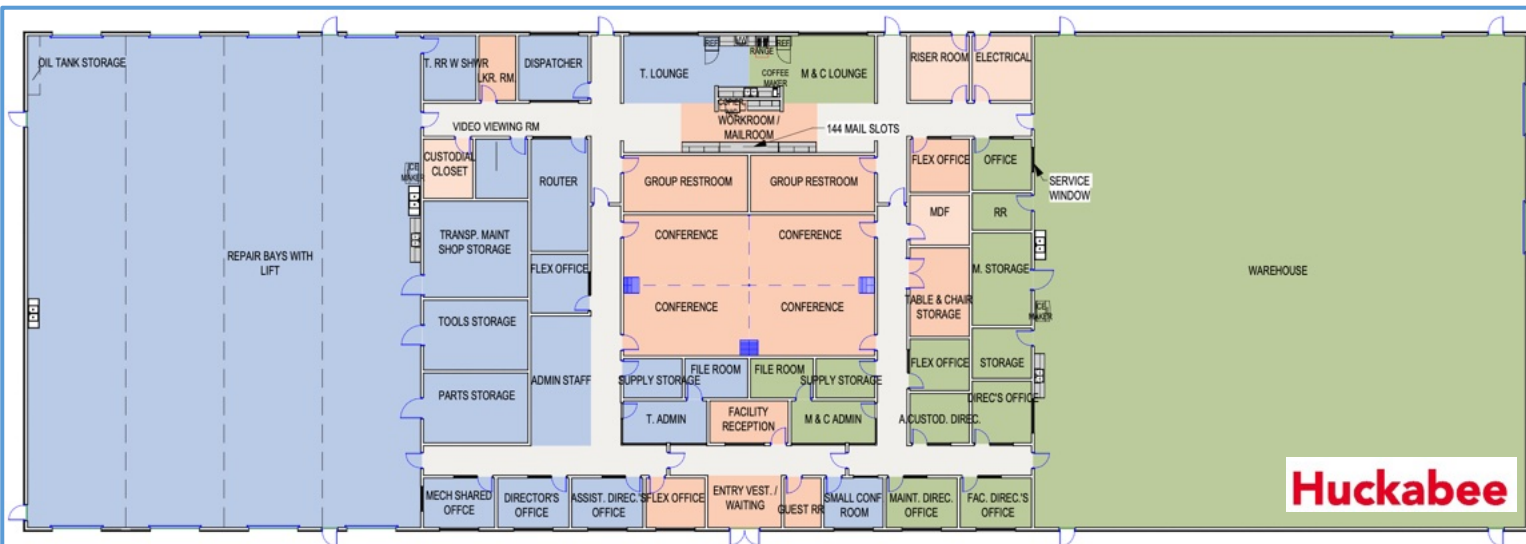 OIL TANK STORAGE
T. RR W SHWR
LKR. RM.
DISPATCHER
T. LOUNGE
REF
RANGE
REF
COFFEE
MAKER
M & C LOUNGE
RISER ROOM
ELECTRICAL
VIDEO VIEWING RM
COPIER
WORKROOM /
MAILROOM
144 MAIL SLOTS
CUSTODIAL
CLOSET
ICE
MAKER
ROUTER
GROUP RESTROOM
GROUP RESTROOM
FLEX OFFICE
OFFICE
SERVICE
WINDOW
MDF
RR
TRANSP. MAINT
SHOP STORAGE
CONFERENCE
CONFERENCE
REPAIR BAYS WITH
LIFT
FLEX OFFICE
M. STORAGE
WAREHOUSE
CONFERENCE
CONFERENCE
TABLE & CHAIR
STORAGE
ICE
MAKER
TOOLS STORAGE
FLEX OFFICE
STORAGE
ADMIN STAFF
SUPPLY STORAGE
FILE ROOM
FILE ROOM
SUPPLY STORAGE
PARTS STORAGE
DIREC'S OFFICE
T. ADMIN
FACILITY
RECEPTION
M & C ADMIN
A.CUSTOD. DIREC.
MECH SHARED
OFFCE
DIRECTOR'S
OFFICE
ASSIST. DIREC.'S
OFFICE
FLEX OFFICE
ENTRY VEST. /
WAITING
GUEST RR
SMALL CONF
ROOM
MAINT. DIREC.
OFFICE
FAC. DIREC.'S
OFFICE
Huckabee